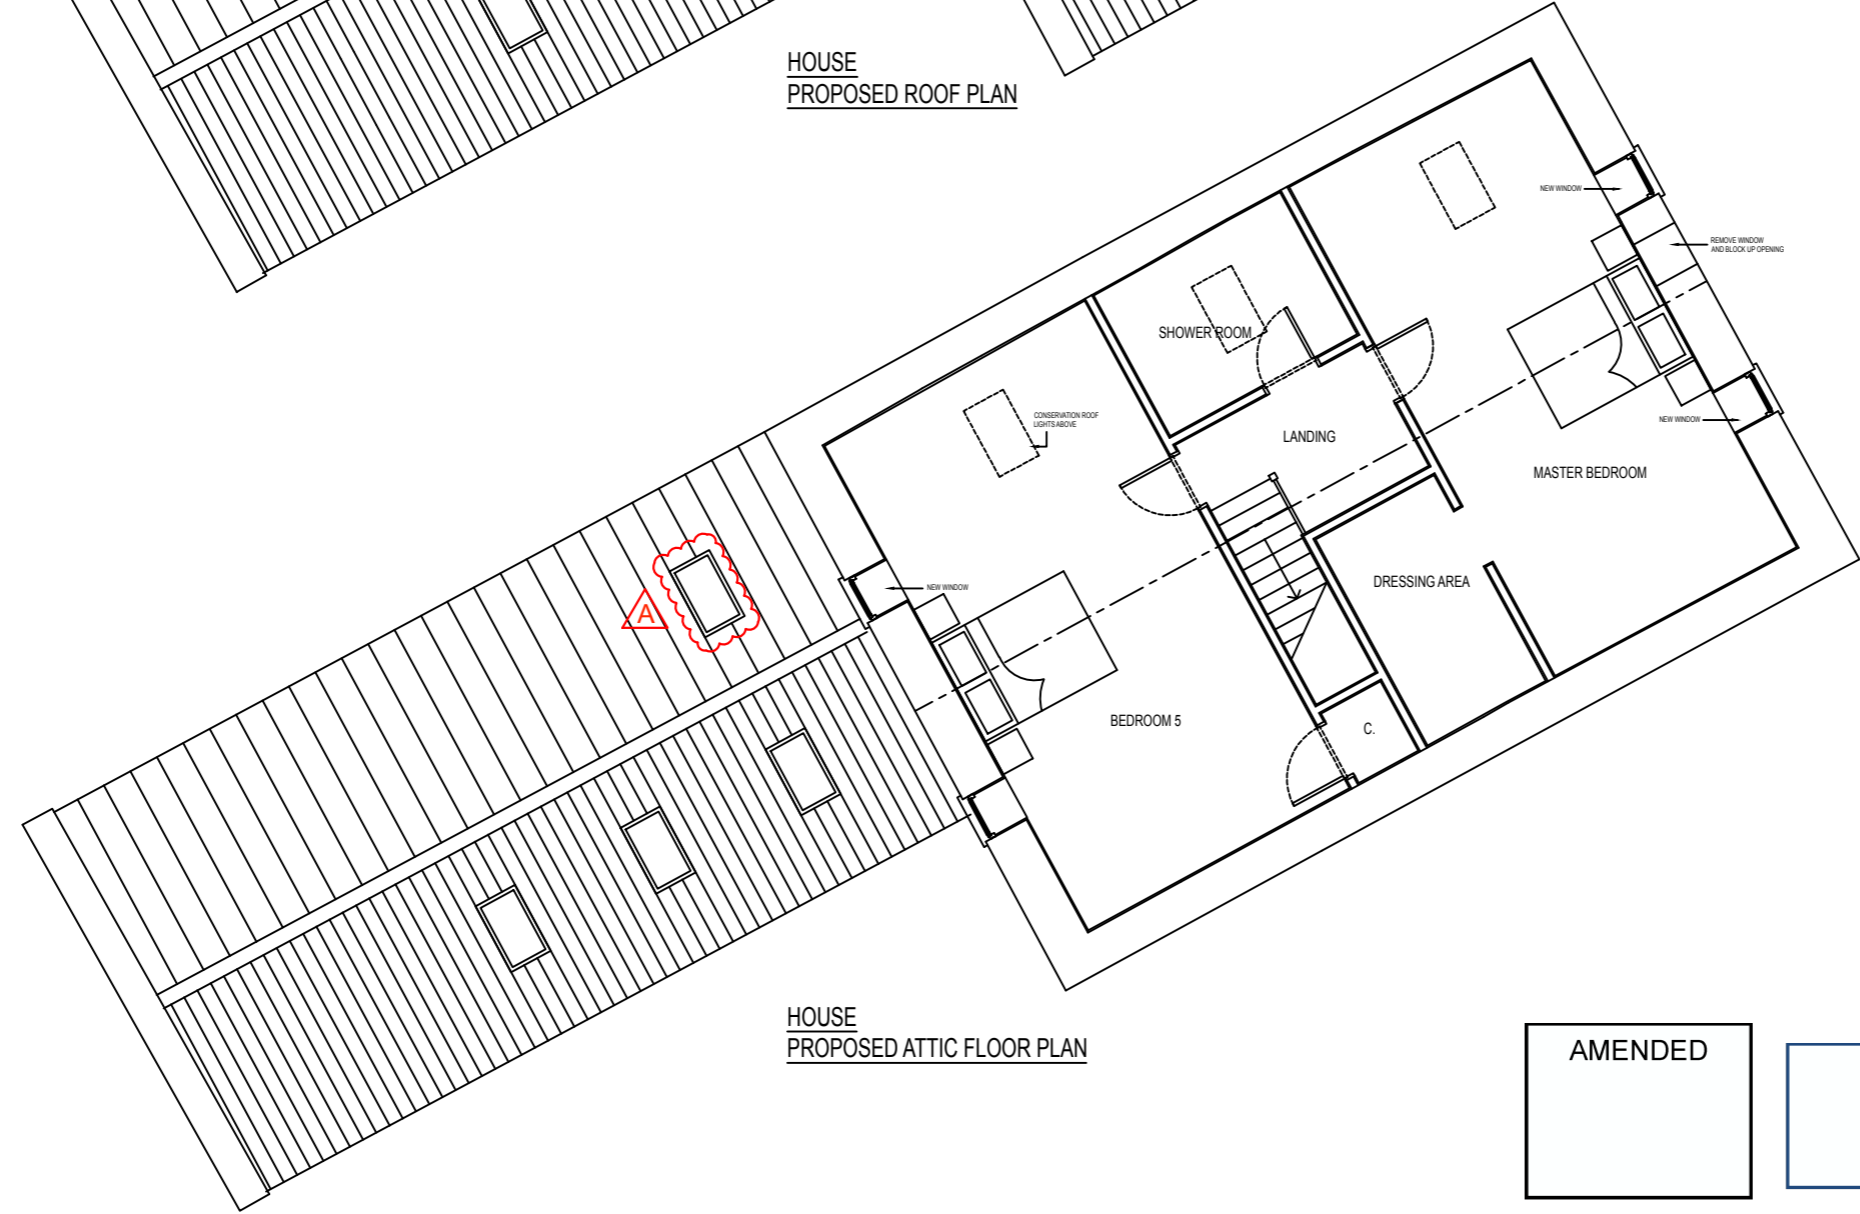 HOUSE
PROPOSED ROOF PLAN
NEW WINDOW
REMOVE WINDOW
AND BLOCK UP OPENING
SHOWER ROOM
CONSERVATION ROOF
LIGHTS ABOVE
LANDING
NEW WINDOW
MASTER BEDROOM
DRESSING AREA
NEW WINDOW
A
BEDROOM 5
C.
HOUSE
PROPOSED ATTIC FLOOR PLAN
AMENDED